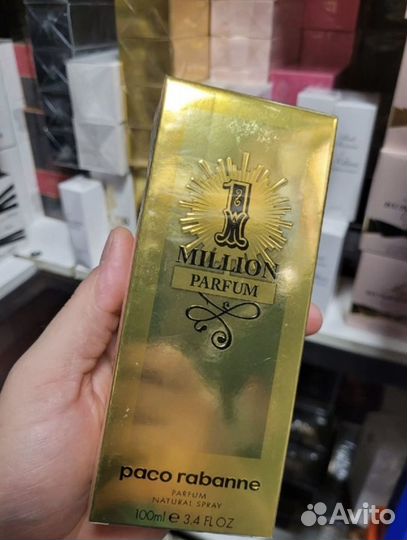 1
MILLION
PARFUM
paco rabanne
PARFUM
NATURAL SPRAY
100ml e 3.4 FL OZ
Avito